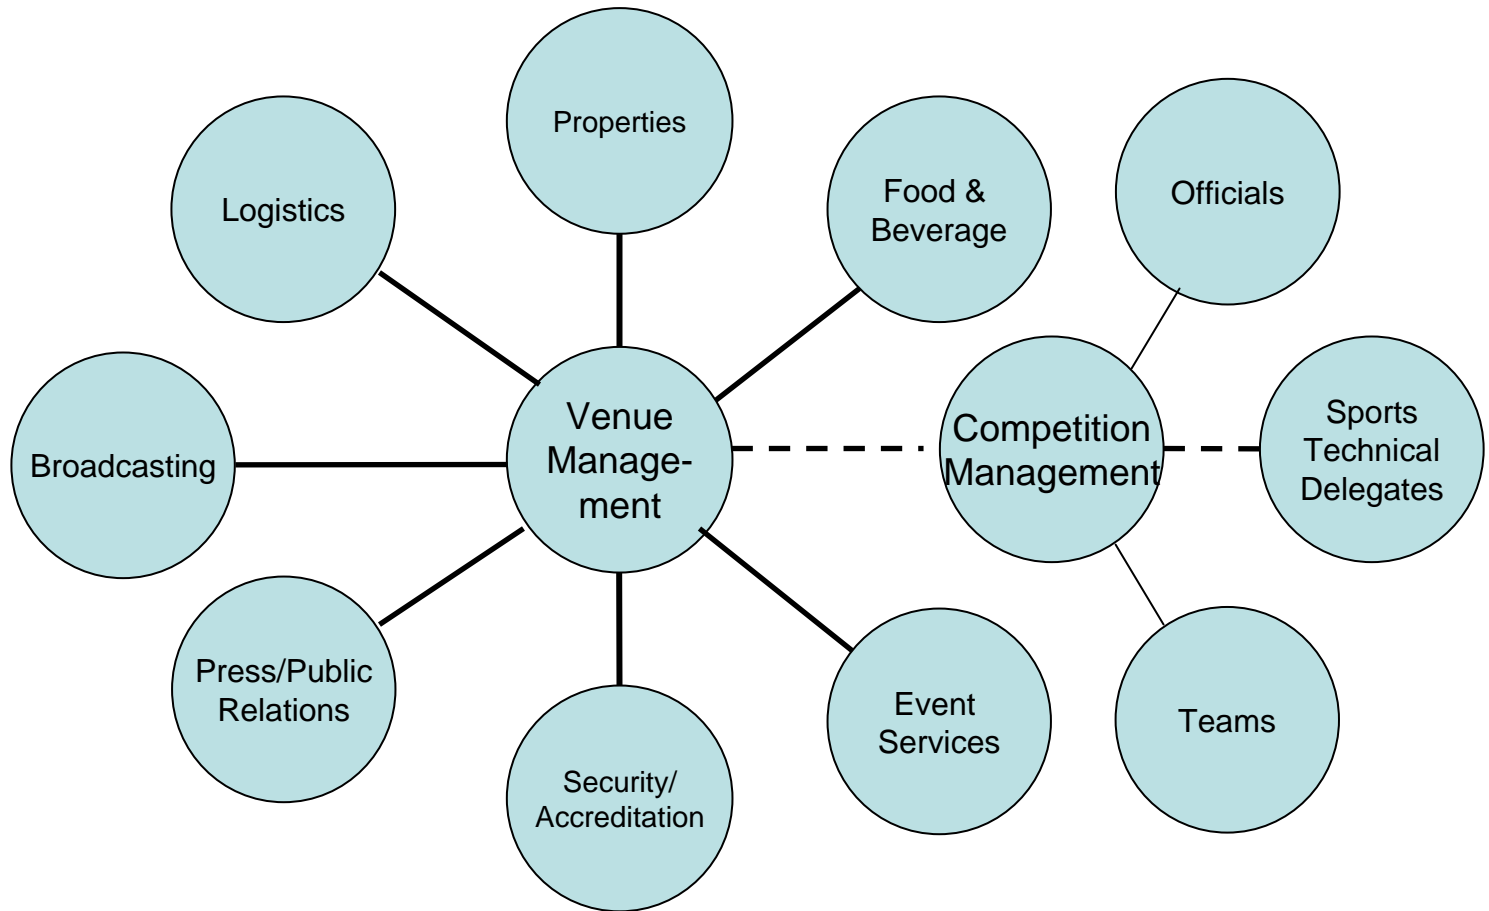 Properties
Logistics
Food &
Beverage
Officials
Venue
Manage-
ment
Competition
Management
Sports
Technical
Delegates
Broadcasting
Press/Public
Relations
Security/
Accreditation
Event
Services
Teams